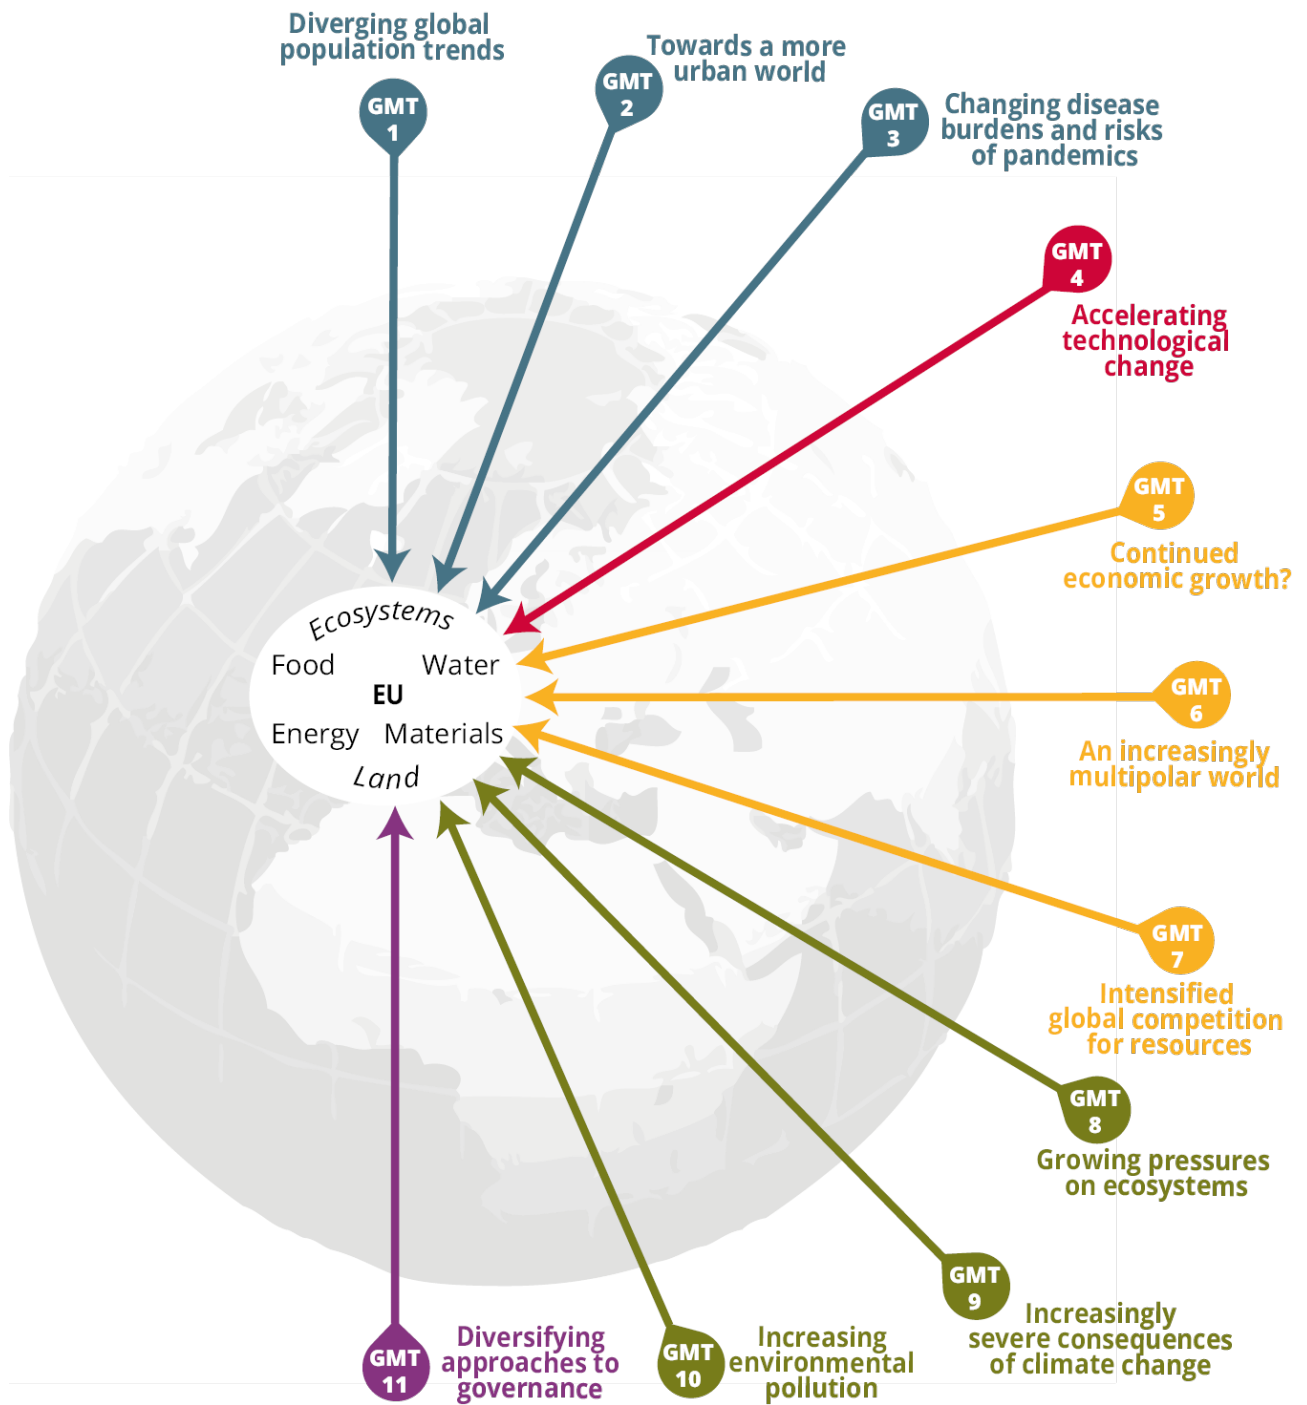 Diverging global
population trends
GMT
1
Towards a more
urban world
GMT
2
Changing disease
burdens and risks
of pandemics
GMT
3
GMT
4
Accelerating
technological
change
GMT
5
Continued
economic growth?
Ecosystems
Food
Water
EU
Energy
Materials
Land
GMT
6
An increasingly
multipolar world
GMT
7
Intensified
global competition
for resources
GMT
8
Growing pressures
on ecosystems
GMT
9
Increasingly
severe consequences
of climate change
GMT
10
Increasing
environmental
pollution
GMT
11
Diversifying
approaches to
governance